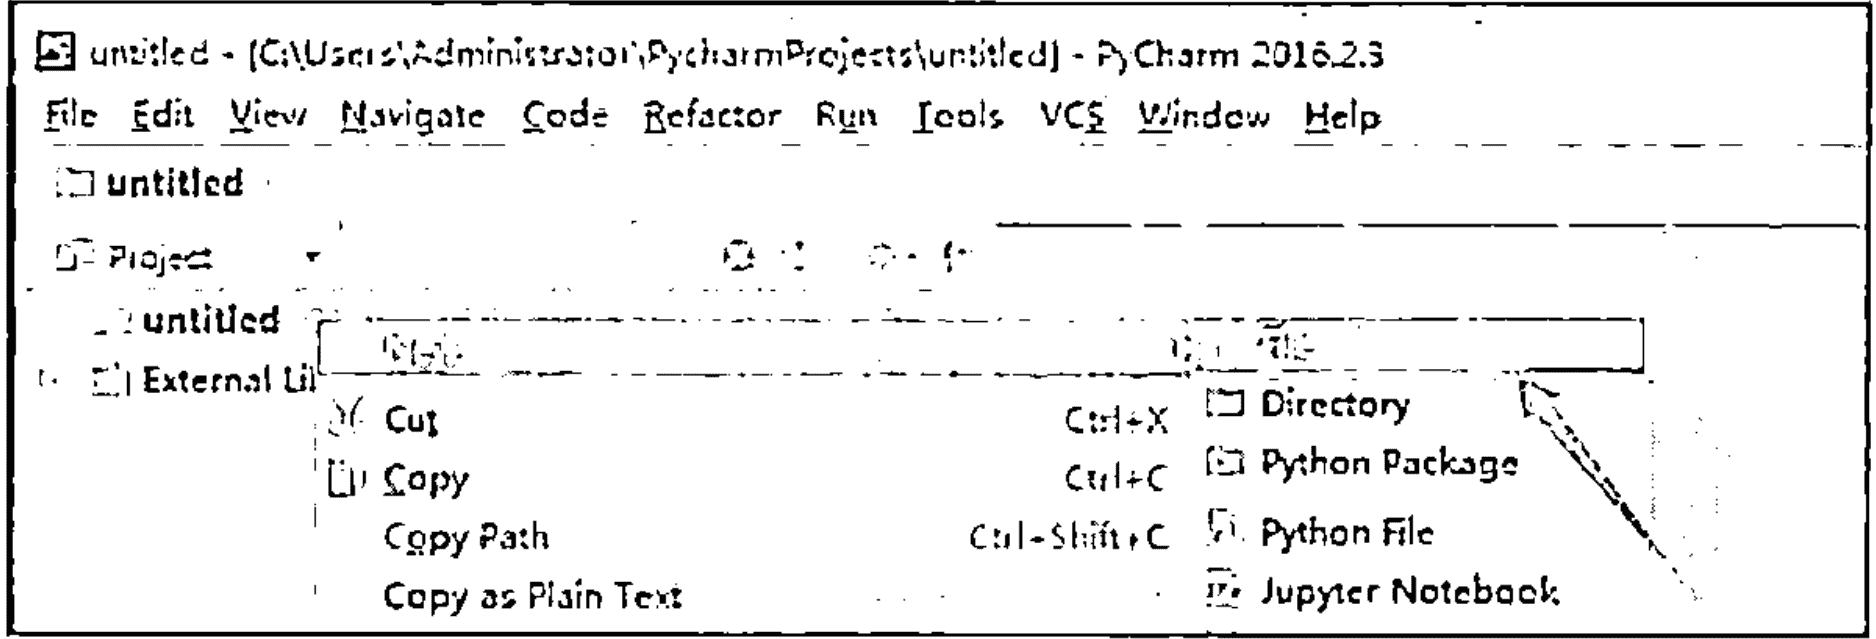 untitled - [C:\Users\Administrator\PycharmProjects\untitled] - PyCharm 2016.2.3
File Edit View Navigate Code Refactor Run Tools VCS Window Help
untitled
Project
untitled
External Lil
Cut Ctrl+X
Directory
Copy Ctrl+C
Python Package
Copy Path Ctrl+Shift+C
Python File
Copy as Plain Text
Jupyter Notebook